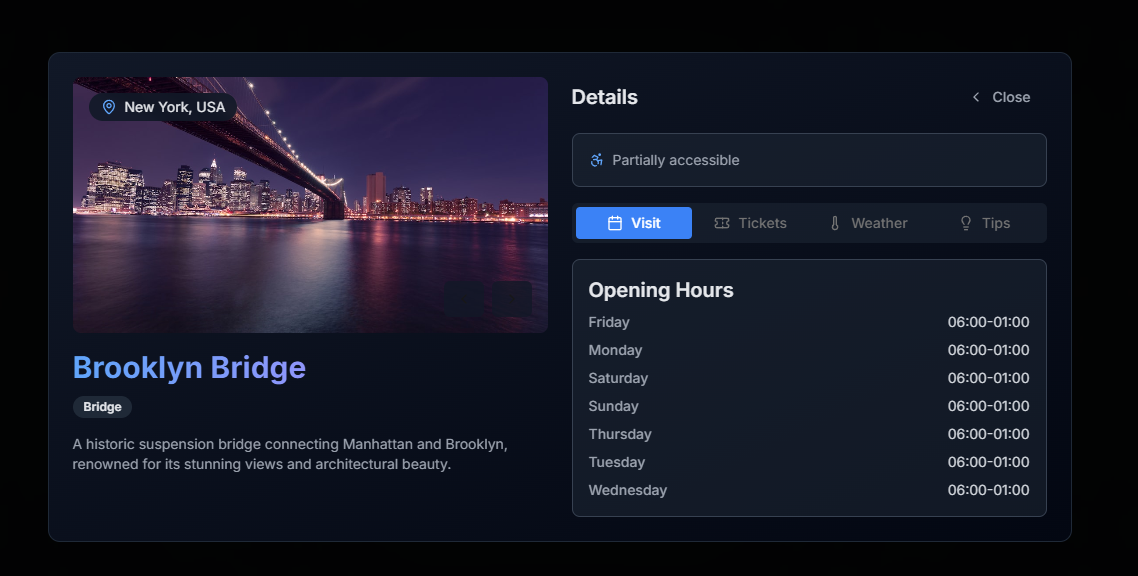 New York, USA
Brooklyn Bridge
Bridge
A historic suspension bridge connecting Manhattan and Brooklyn,
renowned for its stunning views and architectural beauty.
Details
Close
Partially accessible
Visit Tickets Weather Tips
Opening Hours
Friday 06:00-01:00
Monday 06:00-01:00
Saturday 06:00-01:00
Sunday 06:00-01:00
Thursday 06:00-01:00
Tuesday 06:00-01:00
Wednesday 06:00-01:00